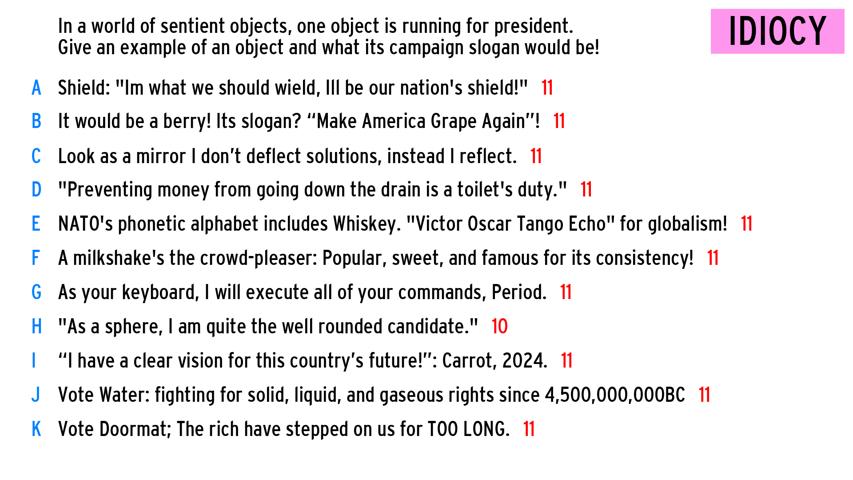 In a world of sentient objects, one object is running for president.
Give an example of an object and what its campaign slogan would be!
IDIOCY
A Shield: "Im what we should wield, Ill be our nation's shield!" 11
B It would be a berry! Its slogan? “Make America Grape Again”! 11
C Look as a mirror I don’t deflect solutions, instead I reflect. 11
D "Preventing money from going down the drain is a toilet's duty." 11
E NATO's phonetic alphabet includes Whiskey. "Victor Oscar Tango Echo" for globalism! 11
F A milkshake's the crowd-pleaser: Popular, sweet, and famous for its consistency! 11
G As your keyboard, I will execute all of your commands, Period. 11
H "As a sphere, I am quite the well rounded candidate." 10
I “I have a clear vision for this country’s future!”: Carrot, 2024. 11
J Vote Water: fighting for solid, liquid, and gaseous rights since 4,500,000,000BC 11
K Vote Doormat; The rich have stepped on us for TOO LONG. 11